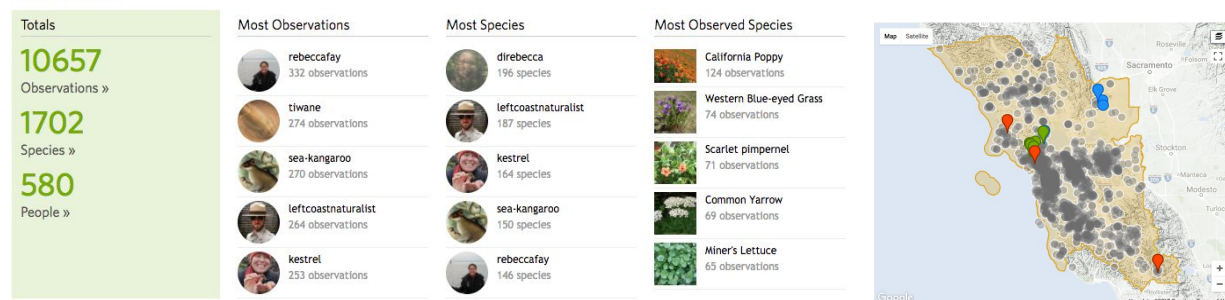 Totals
10657
Observations »
1702
Species »
580
People »
Most Observations
rebeccafay
332 observations
tiwane
274 observations
sea-kangaroo
270 observations
leftcoastnaturalist
264 observations
kestrel
253 observations
Most Species
direbecca
196 species
leftcoastnaturalist
187 species
kestrel
164 species
sea-kangaroo
150 species
rebeccafay
146 species
Most Observed Species
California Poppy
124 observations
Western Blue-eyed Grass
74 observations
Scarlet pimpernel
71 observations
Common Yarrow
69 observations
Miner's Lettuce
65 observations
Map Satellite
Roseville
Folsom
Sacramento
Elk Grove
Stockton
Manteca
Modesto
Turloc
Google